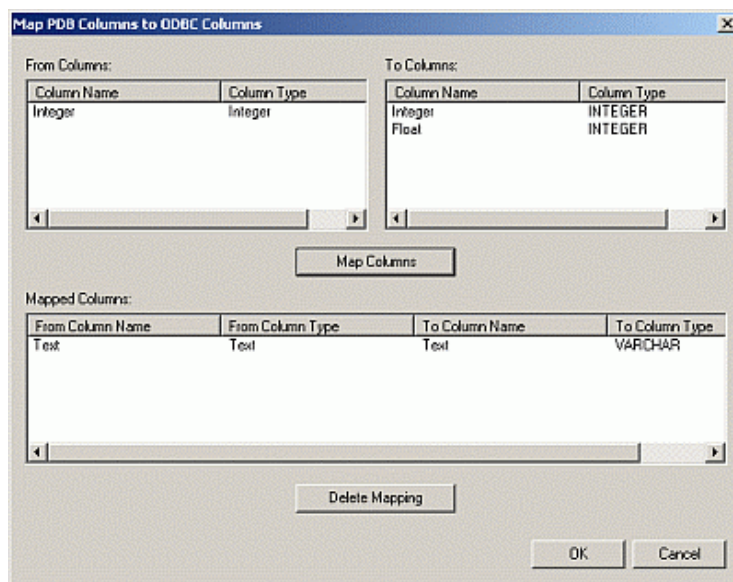 Map PDB Columns to ODBC Columns
From Columns:
To Columns:
Column Name Column Type
Integer Integer
Column Name Column Type
Integer INTEGER
Float INTEGER
Map Columns
Mapped Columns:
From Column Name From Column Type To Column Name To Column Type
Text Text Text VARCHAR
Delete Mapping
OK Cancel